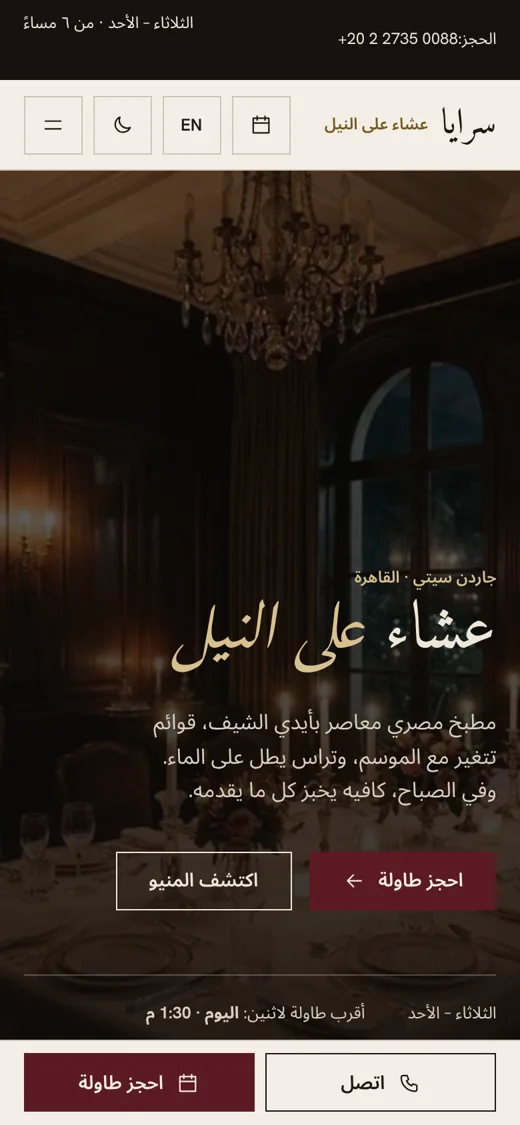 الثلاثاء – الأحد · من ٦ مساءً
الحجز: +20 2 2735 0088
سرايا عشاء على النيل
EN
جاردن سيتي · القاهرة
عشاء على النيل
مطبخ مصري معاصر بأيدي الشيف، قوائم
تتغير مع الموسم، وتراس يطل على الماء.
وفي الصباح، كافيه يخبز كل ما يقدمه.
احجز طاولة
اكتشف المنيو
الثلاثاء – الأحد
أقرب طاولة لاثنين: اليوم · 1:30 م
اتصل
احجز طاولة